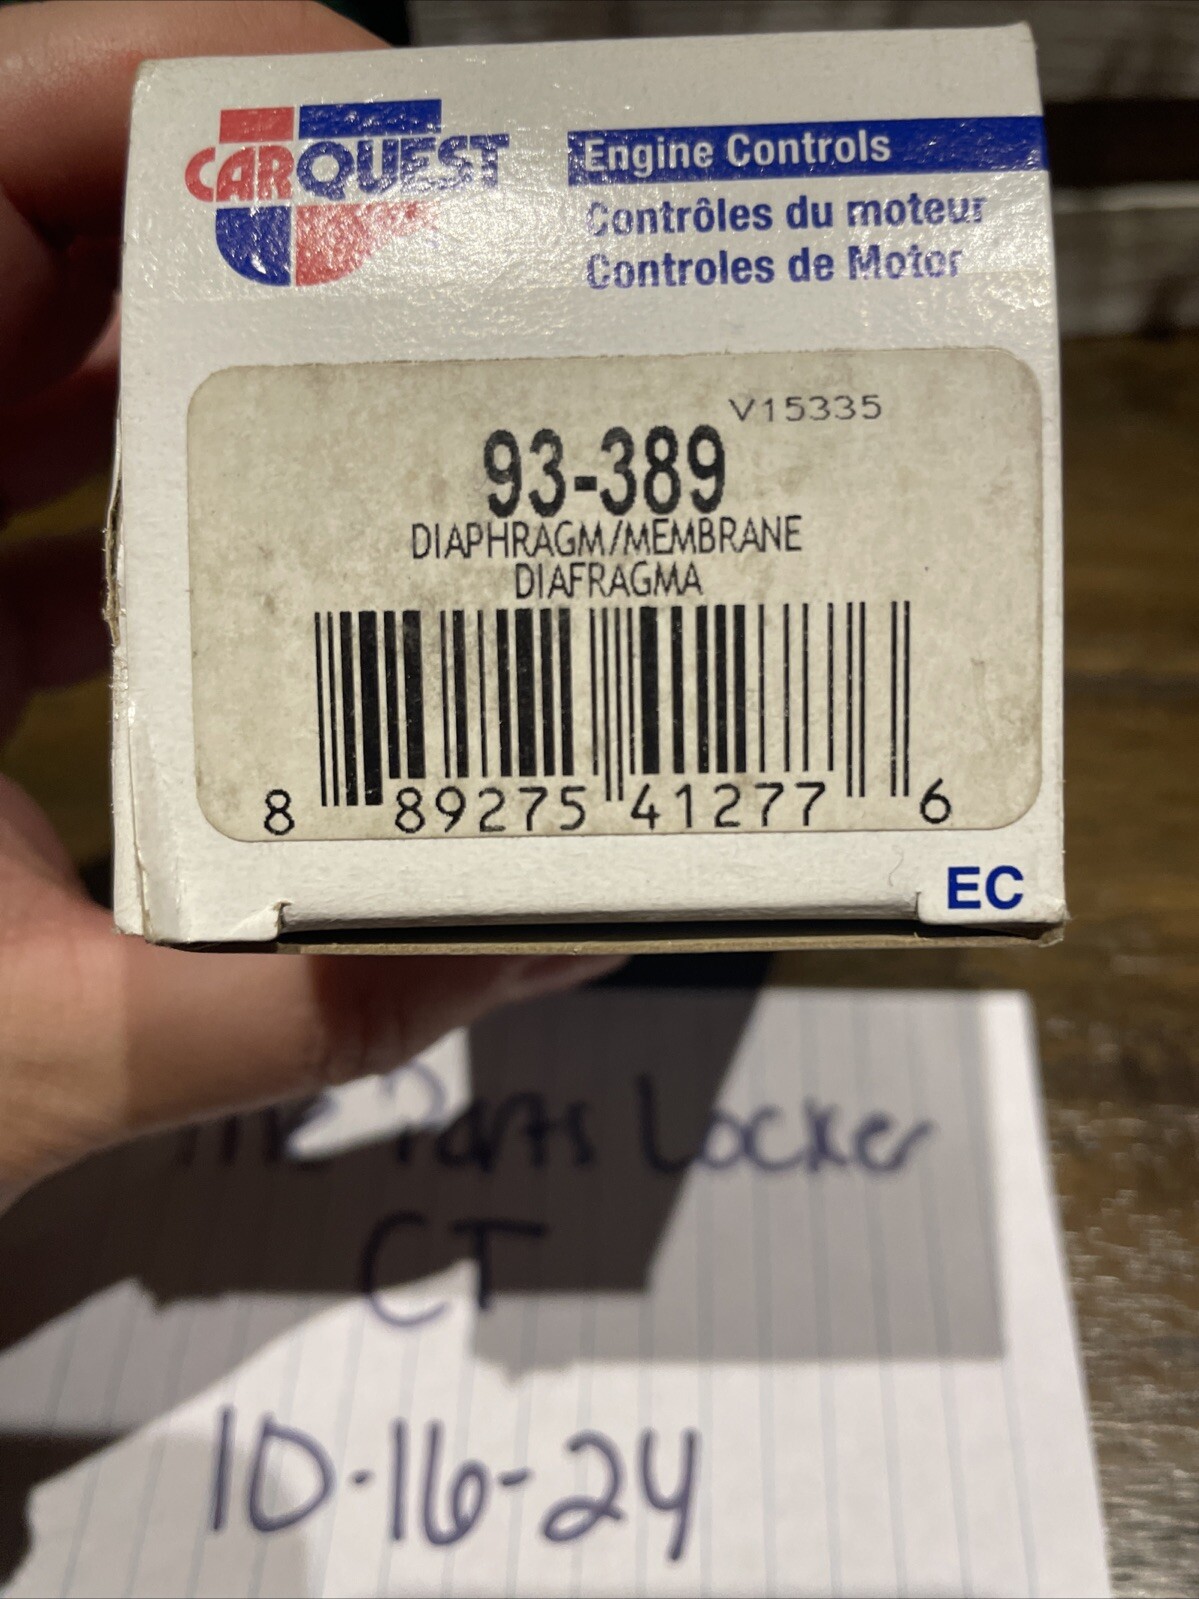 CARQUEST
Engine Controls
Contrôles du moteur
Controles de Motor
V15335
93-389
DIAPHRAGM/MEMBRANE
DIAFRAGMA
8 89275 41277 6
EC
The Parts Locker
CT
10-16-24